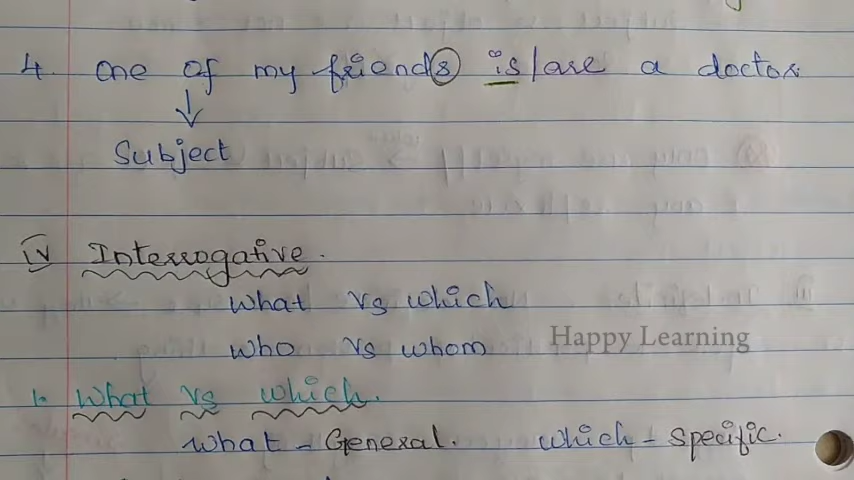 4. One of my friends is/are a doctor.
Subject
iv Interrogative.
What vs which
Who vs whom
Happy Learning
1. What vs which.
What - General. which - Specific.